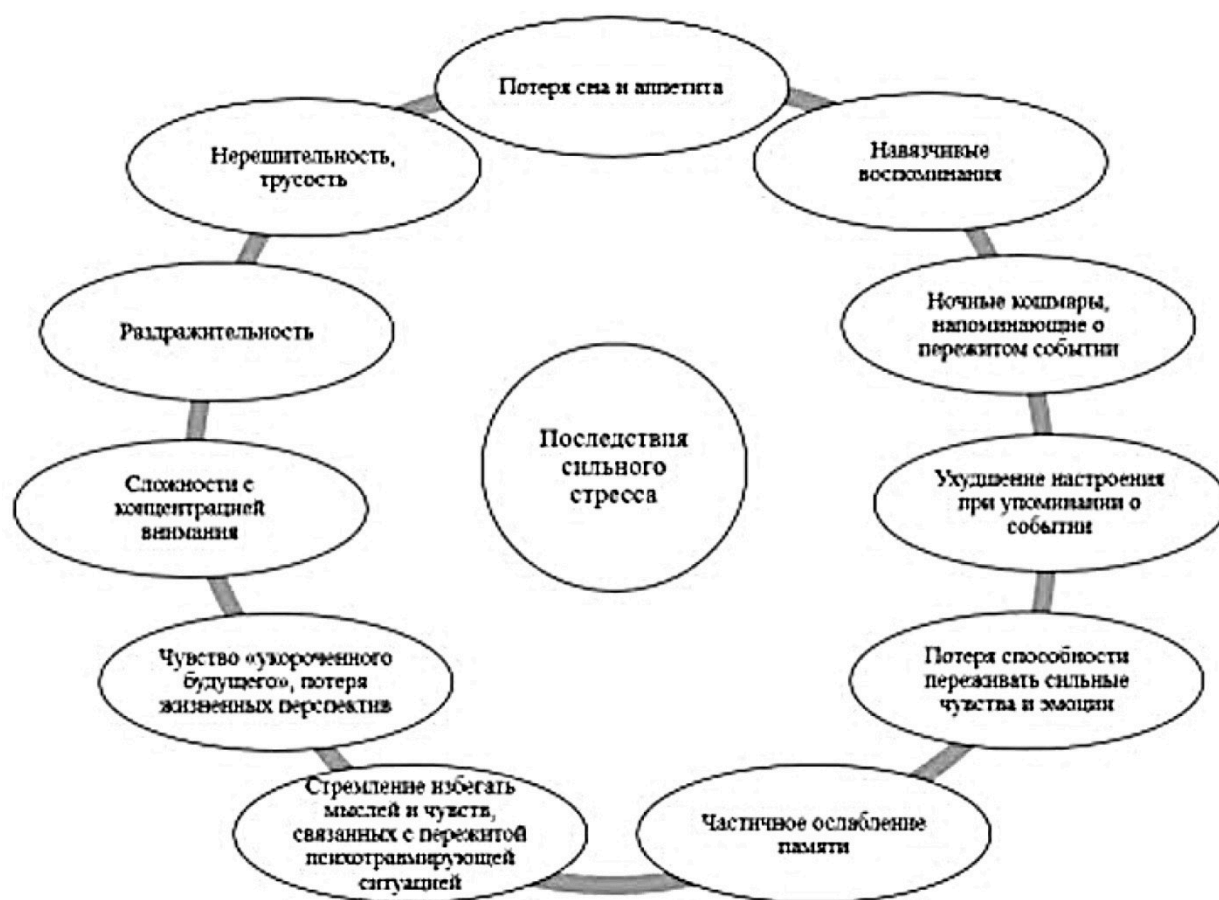 Потеря сна и аппетита
Навязчивые
воспоминания
Ночные кошмары,
напоминающие о
пережитом событии
Ухудшение настроения
при упоминании о
событии
Потеря способности
переживать сильные
чувства и эмоции
Частичное ослабление
памяти
Стремление избегать
мыслей и чувств,
связанных с пережитой
психотравмирующей
ситуацией
Чувство «укороченного
будущего», потеря
жизненных перспектив
Сложности с
концентрацией
внимания
Раздражительность
Нерешительность,
трусость
Последствия
сильного
стресса